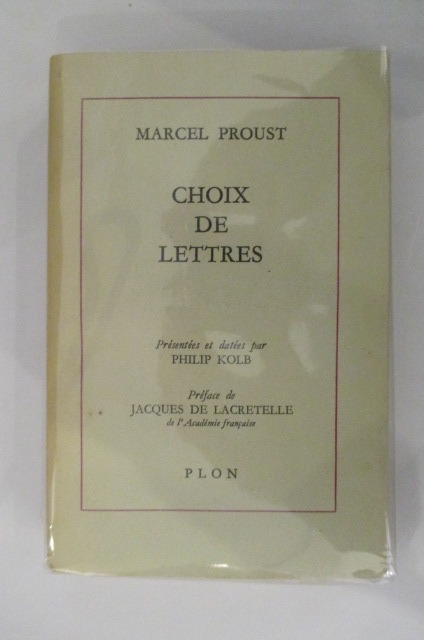 MARCEL PROUST
CHOIX
DE
LETTRES
Présentées et datées par
PHILIP KOLB
Préface de
JACQUES DE LACRETELLE
de l'Académie française
PLON